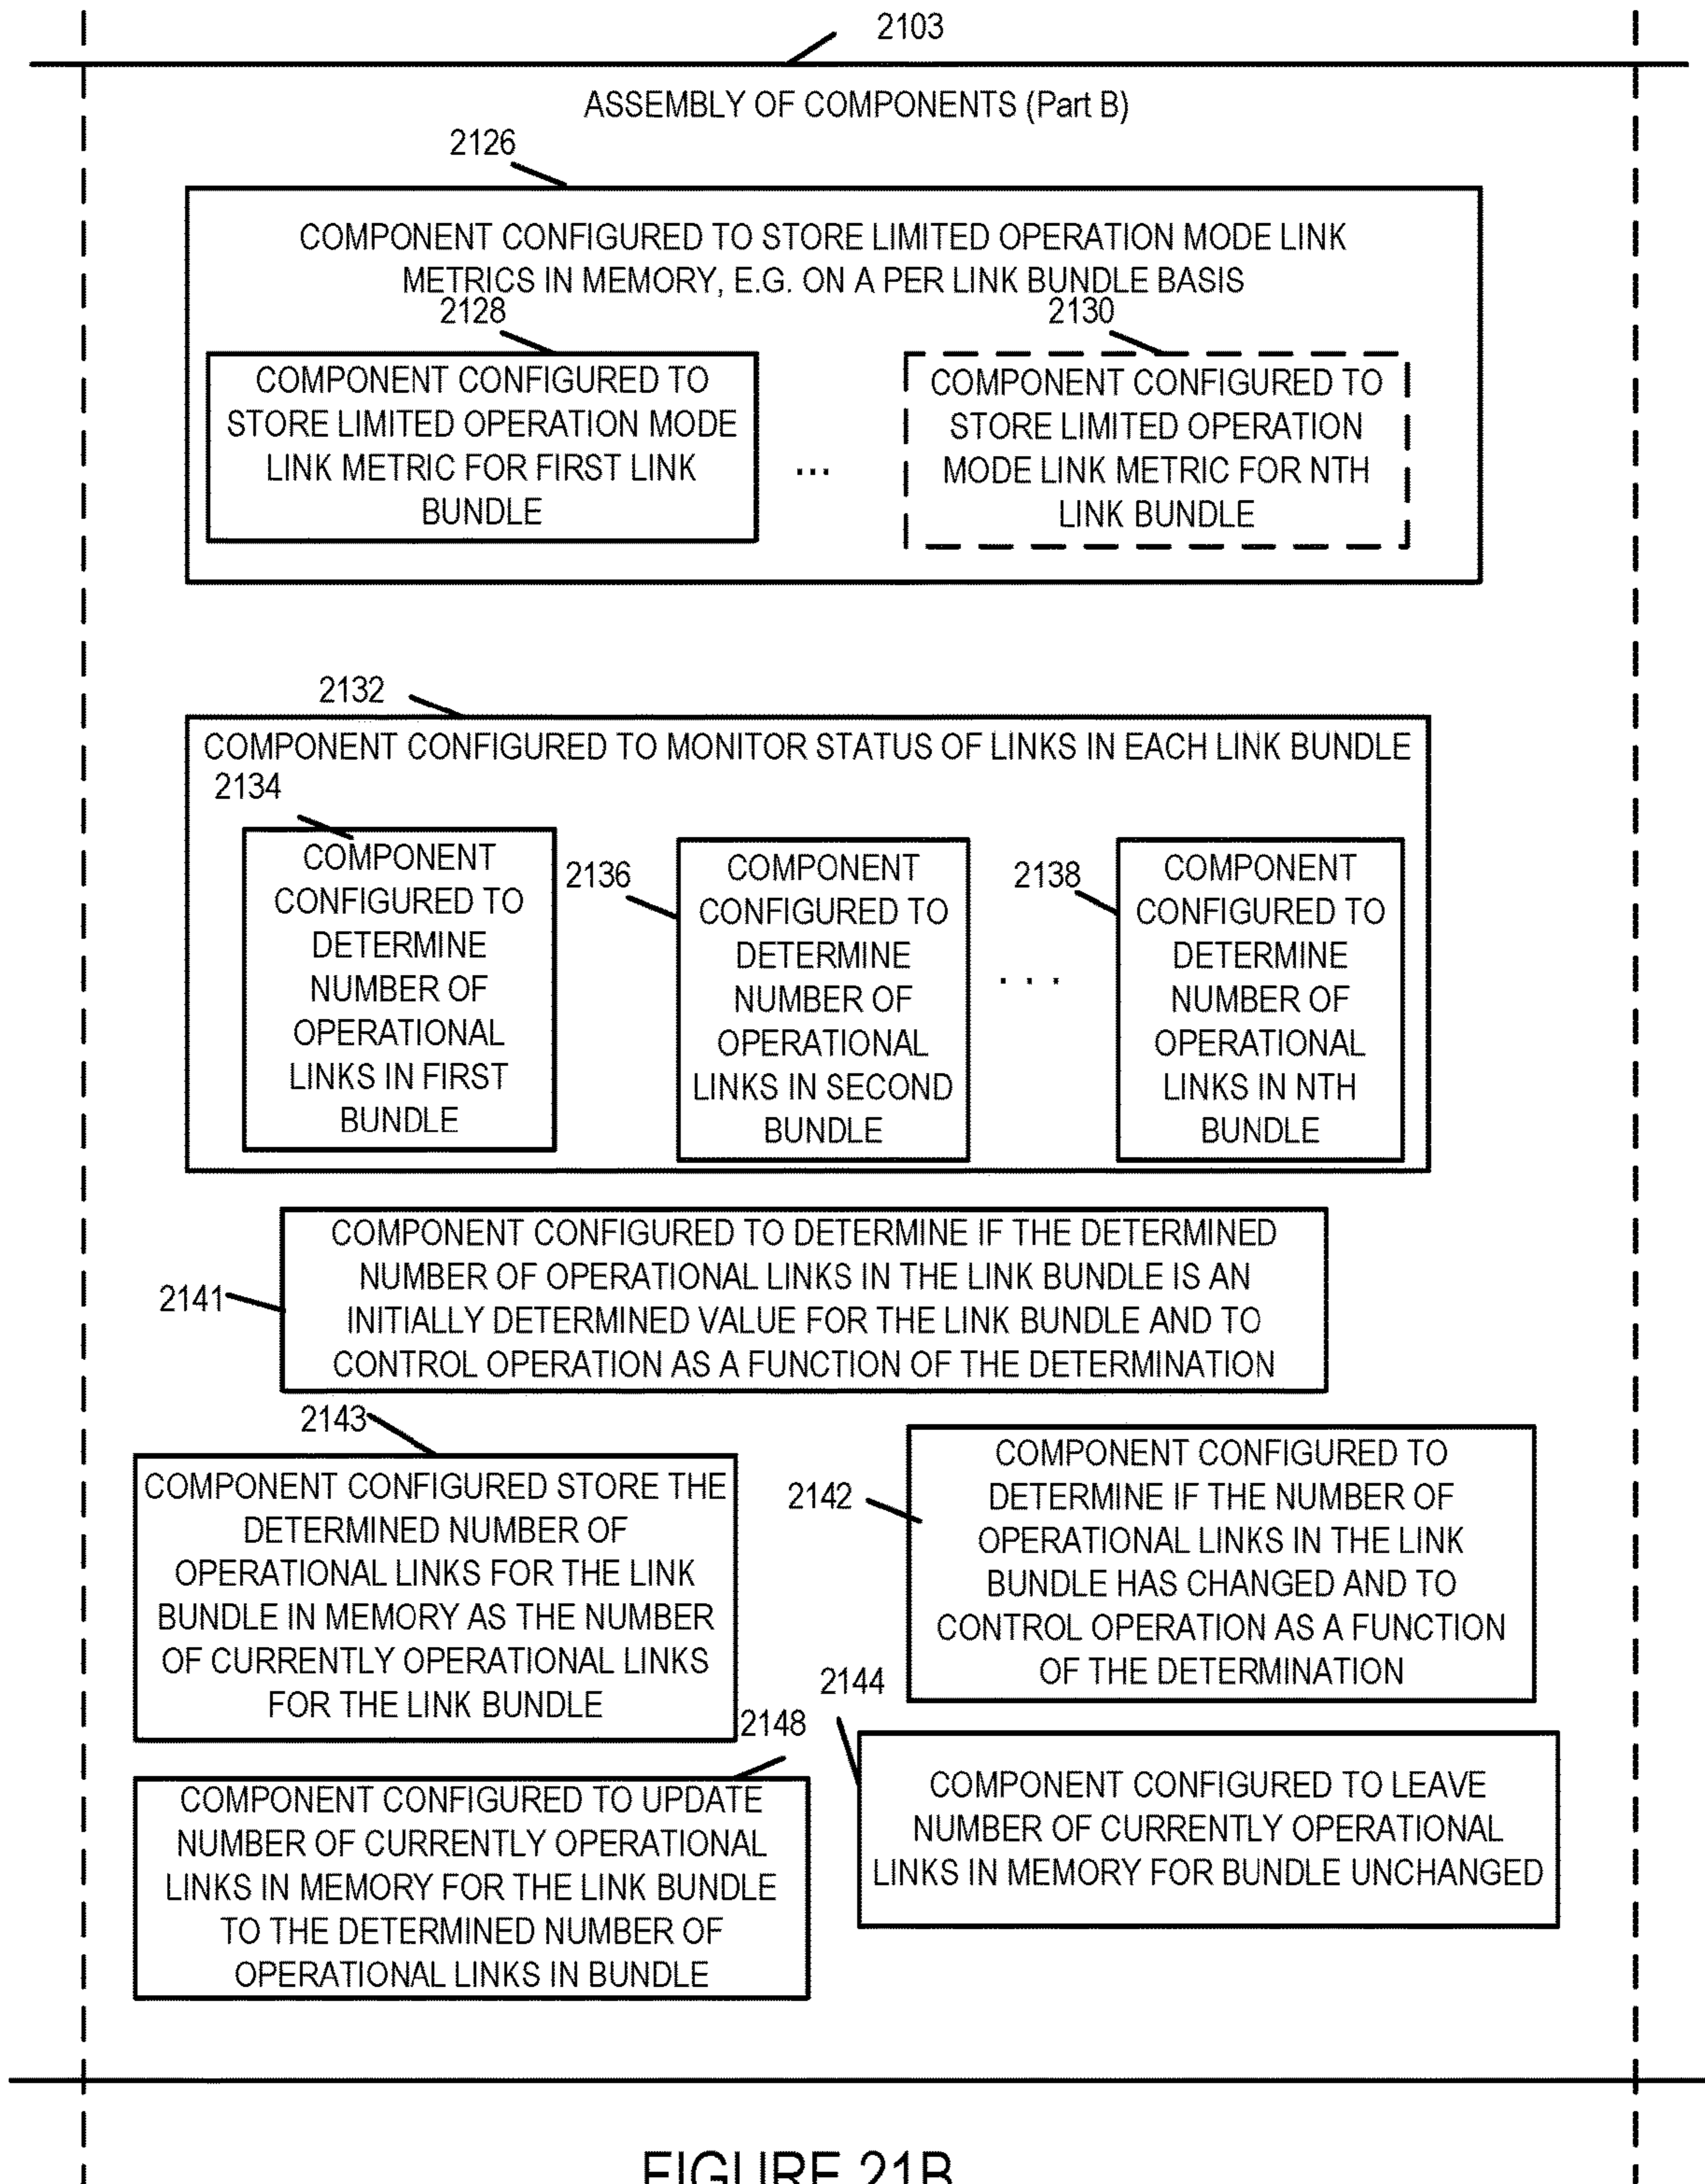 2103
ASSEMBLY OF COMPONENTS (Part B)
2126
COMPONENT CONFIGURED TO STORE LIMITED OPERATION MODE LINK
METRICS IN MEMORY, E.G. ON A PER LINK BUNDLE BASIS
2128
COMPONENT CONFIGURED TO
STORE LIMITED OPERATION MODE
LINK METRIC FOR FIRST LINK
BUNDLE
...
2130
COMPONENT CONFIGURED TO
STORE LIMITED OPERATION
MODE LINK METRIC FOR NTH
LINK BUNDLE
2132
COMPONENT CONFIGURED TO MONITOR STATUS OF LINKS IN EACH LINK BUNDLE
2134
COMPONENT
CONFIGURED TO
DETERMINE
NUMBER OF
OPERATIONAL
LINKS IN FIRST
BUNDLE
2136
COMPONENT
CONFIGURED TO
DETERMINE
NUMBER OF
OPERATIONAL
LINKS IN SECOND
BUNDLE
. . .
2138
COMPONENT
CONFIGURED TO
DETERMINE
NUMBER OF
OPERATIONAL
LINKS IN NTH
BUNDLE
2141
COMPONENT CONFIGURED TO DETERMINE IF THE DETERMINED
NUMBER OF OPERATIONAL LINKS IN THE LINK BUNDLE IS AN
INITIALLY DETERMINED VALUE FOR THE LINK BUNDLE AND TO
CONTROL OPERATION AS A FUNCTION OF THE DETERMINATION
2143
COMPONENT CONFIGURED STORE THE
DETERMINED NUMBER OF
OPERATIONAL LINKS FOR THE LINK
BUNDLE IN MEMORY AS THE NUMBER
OF CURRENTLY OPERATIONAL LINKS
FOR THE LINK BUNDLE
2142
COMPONENT CONFIGURED TO
DETERMINE IF THE NUMBER OF
OPERATIONAL LINKS IN THE LINK
BUNDLE HAS CHANGED AND TO
CONTROL OPERATION AS A FUNCTION
OF THE DETERMINATION
2148
COMPONENT CONFIGURED TO UPDATE
NUMBER OF CURRENTLY OPERATIONAL
LINKS IN MEMORY FOR THE LINK BUNDLE
TO THE DETERMINED NUMBER OF
OPERATIONAL LINKS IN BUNDLE
2144
COMPONENT CONFIGURED TO LEAVE
NUMBER OF CURRENTLY OPERATIONAL
LINKS IN MEMORY FOR BUNDLE UNCHANGED
FIGURE 21B